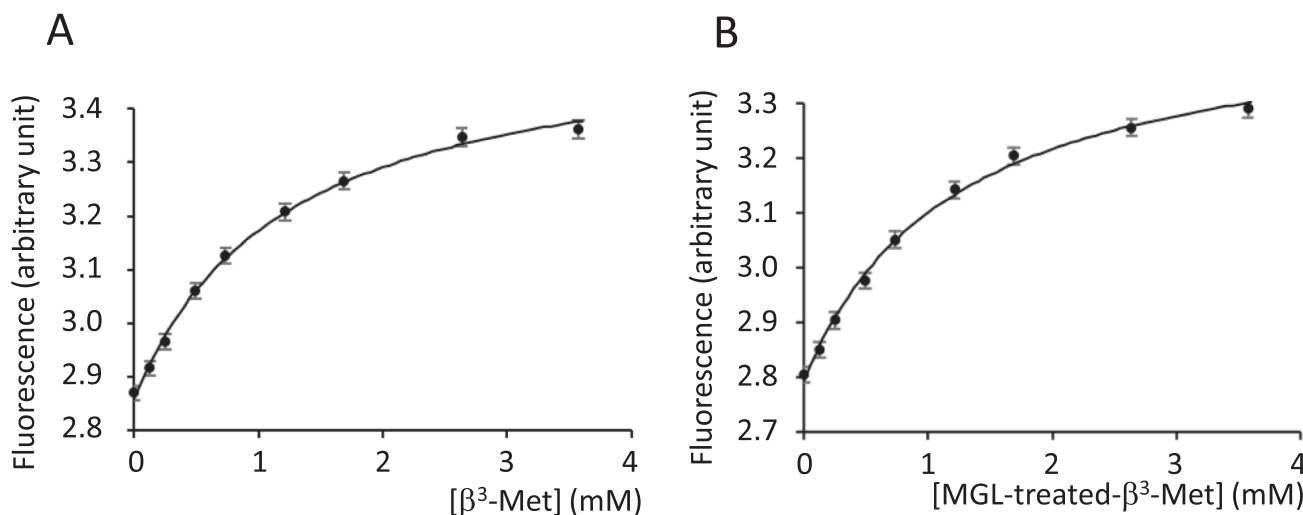 A
Fluorescence (arbitrary unit)
3.4
3.3
3.2
3.1
3.0
2.9
2.8
0 1 2 3 4
[β³-Met] (mM)
B
Fluorescence (arbitrary unit)
3.3
3.2
3.1
3.0
2.9
2.8
2.7
0 1 2 3 4
[MGL-treated-β³-Met] (mM)